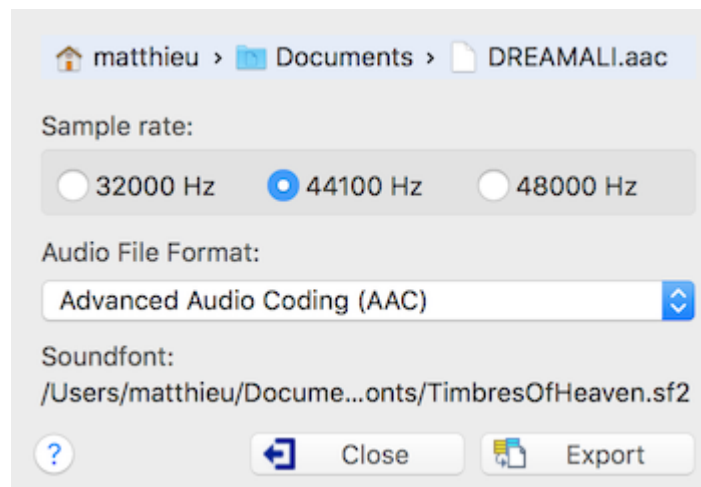 matthieu › Documents › DREAMALI.aac
Sample rate:
32000 Hz 44100 Hz 48000 Hz
Audio File Format:
Advanced Audio Coding (AAC)
Soundfont:
/Users/matthieu/Docume...onts/TimbresOfHeaven.sf2
? Close Export